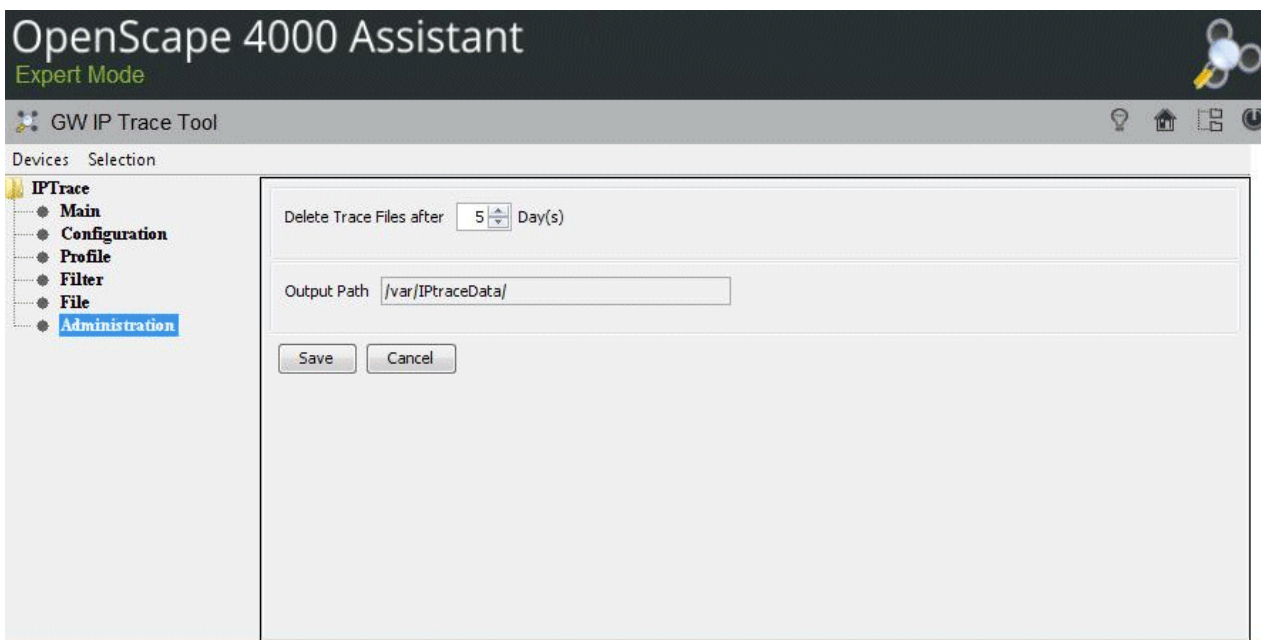 OpenScape 4000 Assistant
Expert Mode
GW IP Trace Tool
Devices Selection
IPTrace
Main
Configuration
Profile
Filter
File
Administration
Delete Trace Files after 5 Day(s)
Output Path /var/IPtraceData/
Save Cancel